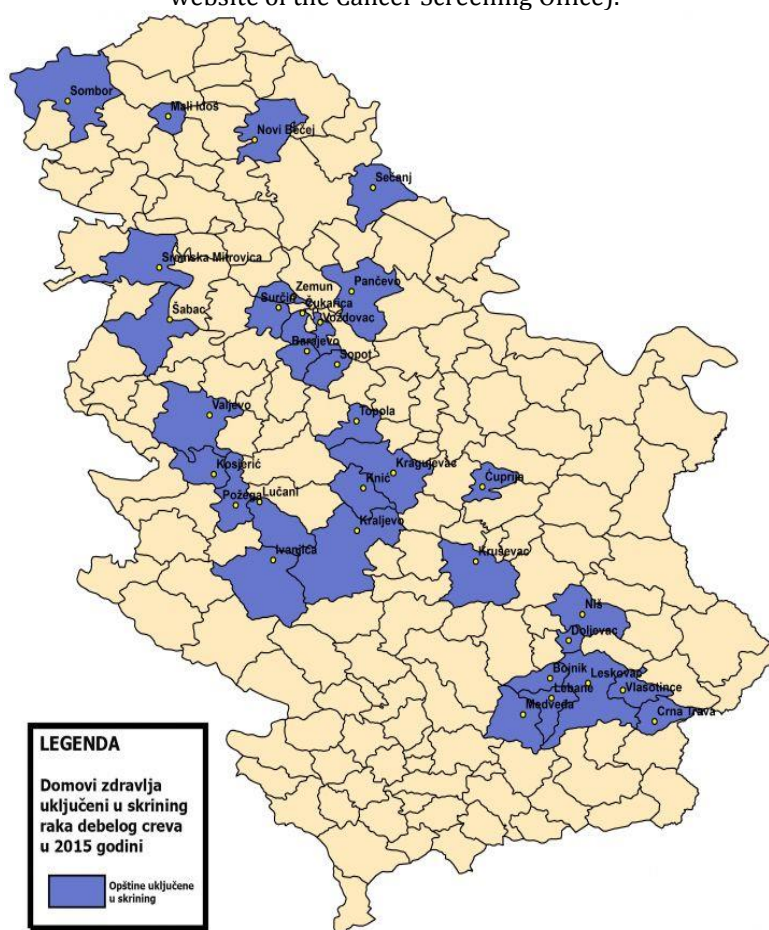 website of the Cancer Screening Office).
Sombor
Mali Iđoš
Novi Bečej
Sečanj
Sremska Mitrovica
Zemun
Pančevo
Surčin
Čukarica
Šabac
Voždovac
Barajevo
Sopot
Valjevo
Topola
Kosjerić
Kragujevac
Knić
Ćuprije
Požega
Lučani
Kraljevo
Ivanjica
Kruševac
Niš
Doljovac
Bojnik
Leskovac
Lebane
Vlasotince
Medveđa
Crna Trava
LEGENDA
Domovi zdravlja
uključeni u skrining
raka debelog creva
u 2015 godini
Opštine uključene
u skrining